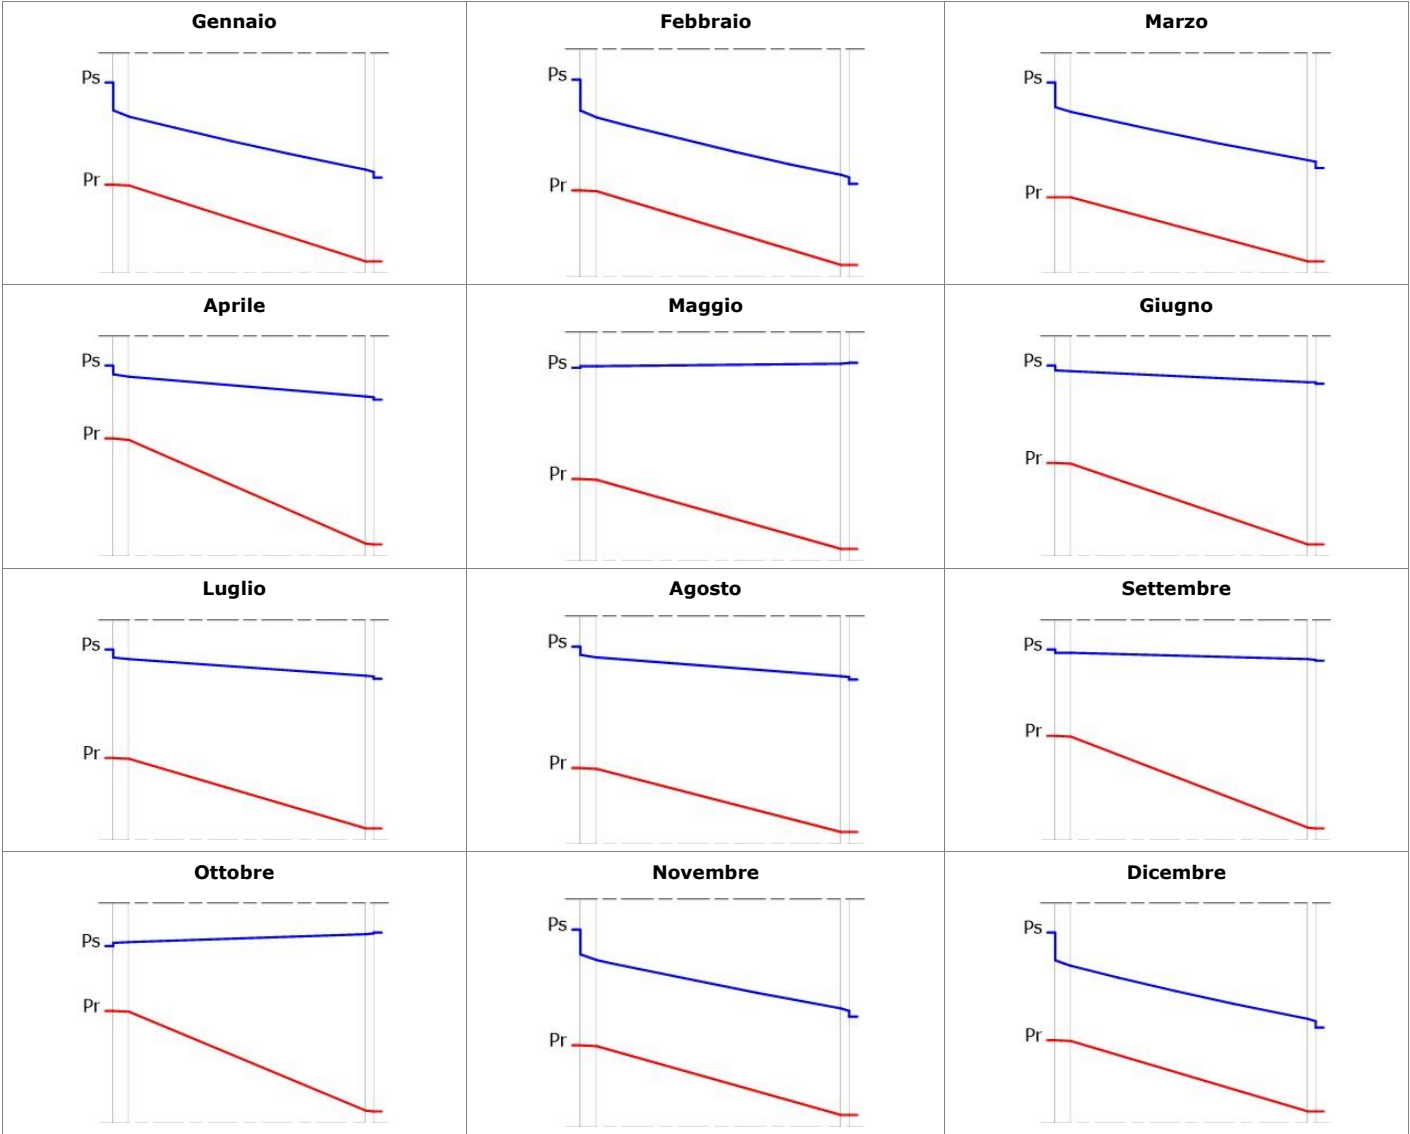 Gennaio
Febbraio
Marzo
Ps
Pr
Ps
Pr
Ps
Pr
Aprile
Maggio
Giugno
Ps
Pr
Ps
Pr
Ps
Pr
Luglio
Agosto
Settembre
Ps
Pr
Ps
Pr
Ps
Pr
Ottobre
Novembre
Dicembre
Ps
Pr
Ps
Pr
Ps
Pr